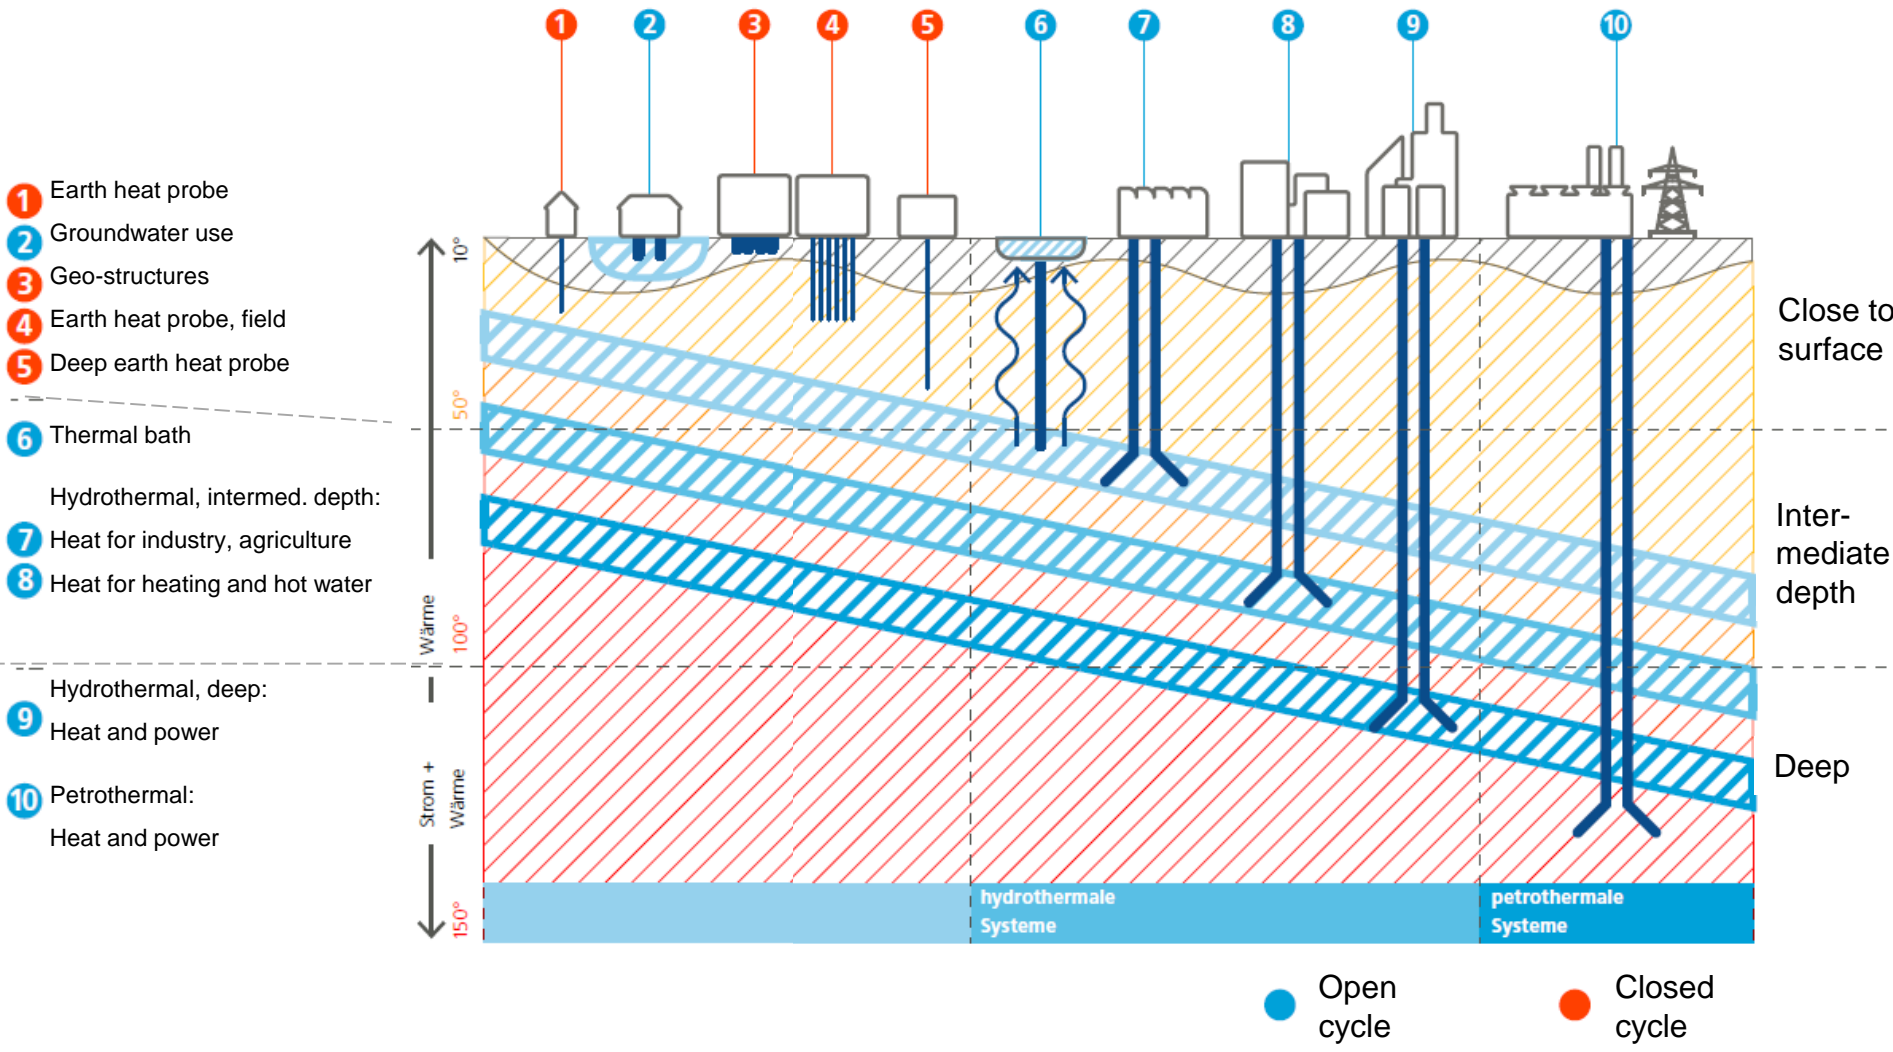 1
2
3
4
5
6
7
8
9
10
1 Earth heat probe
2 Groundwater use
3 Geo-structures
4 Earth heat probe, field
5 Deep earth heat probe
6 Thermal bath
Hydrothermal, intermed. depth:
7 Heat for industry, agriculture
8 Heat for heating and hot water
Hydrothermal, deep:
9 Heat and power
10 Petrothermal:
Heat and power
10°
50°
100°
150°
Wärme
Strom +
Wärme
Close to
surface
Inter-
mediate
depth
Deep
hydrothermale
Systeme
petrothermale
Systeme
Open
cycle
Closed
cycle